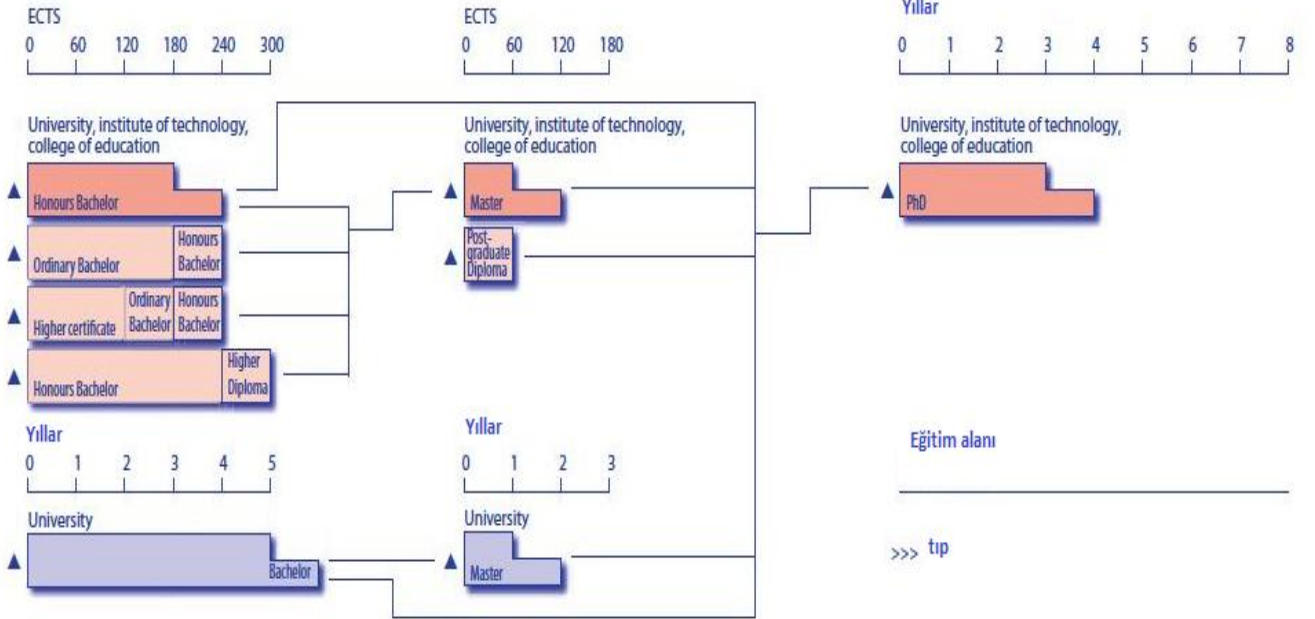 ECTS
0 60 120 180 240 300
University, institute of technology,
college of education
Honours Bachelor
Ordinary Bachelor
Honours
Bachelor
Higher certificate
Ordinary
Bachelor
Honours
Bachelor
Honours Bachelor
Higher
Diploma
Yıllar
0 1 2 3 4 5
University
Bachelor
ECTS
0 60 120 180
University, institute of technology,
college of education
Master
Post-
graduate
Diploma
Yıllar
0 1 2 3
University
Master
Yıllar
0 1 2 3 4 5 6 7 8
University, institute of technology,
college of education
PhD
Eğitim alanı
>>> tıp